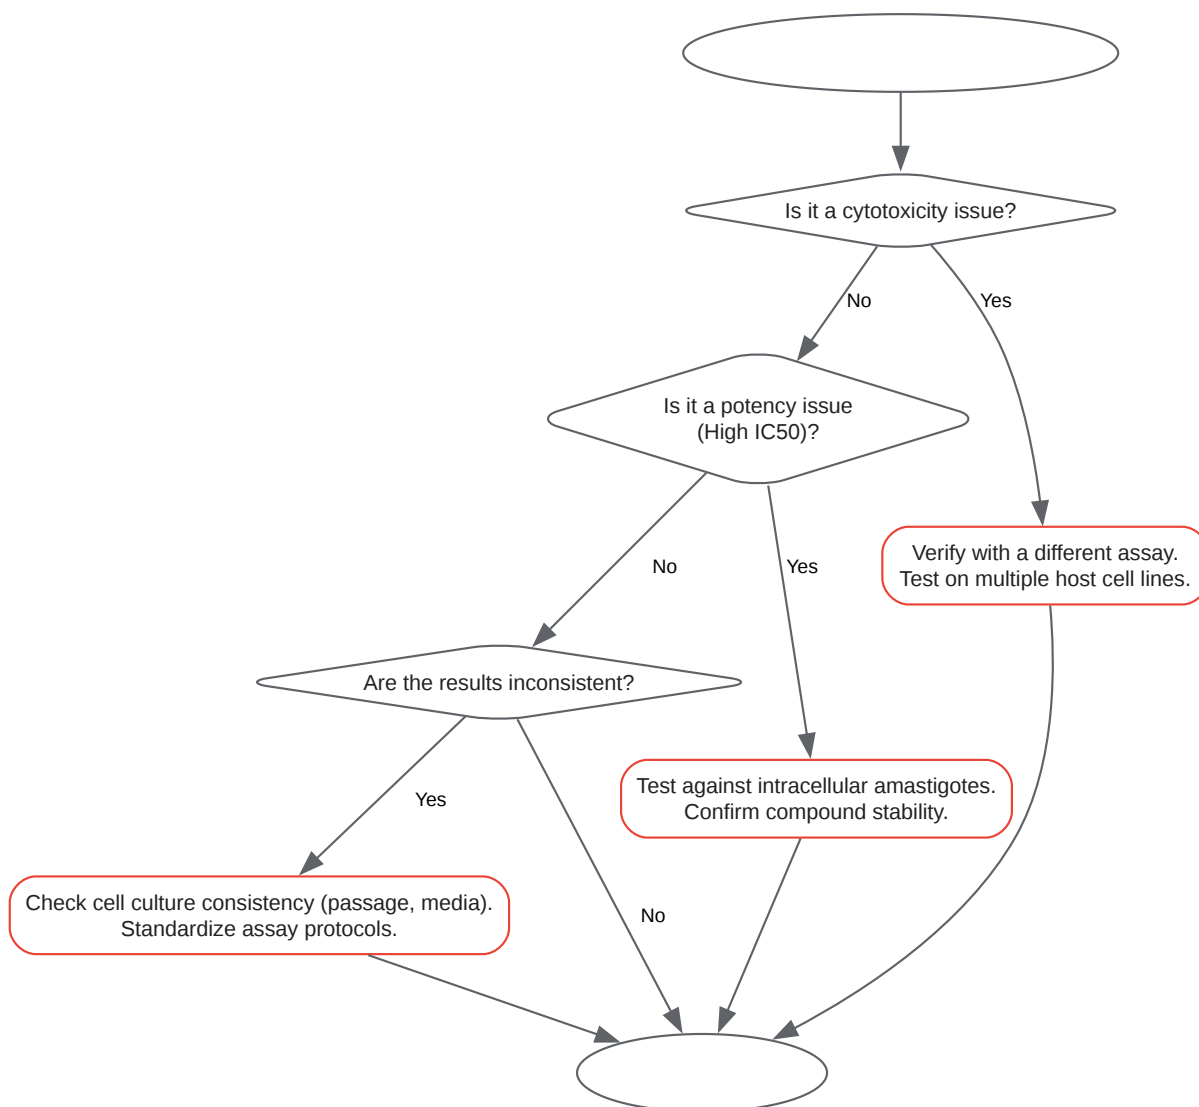 Is it a cytotoxicity issue?
No
Yes
Is it a potency issue
(High IC50)?
Verify with a different assay.
Test on multiple host cell lines.
No
Yes
Are the results inconsistent?
Test against intracellular amastigotes.
Confirm compound stability.
Yes
Check cell culture consistency (passage, media).
Standardize assay protocols.
No